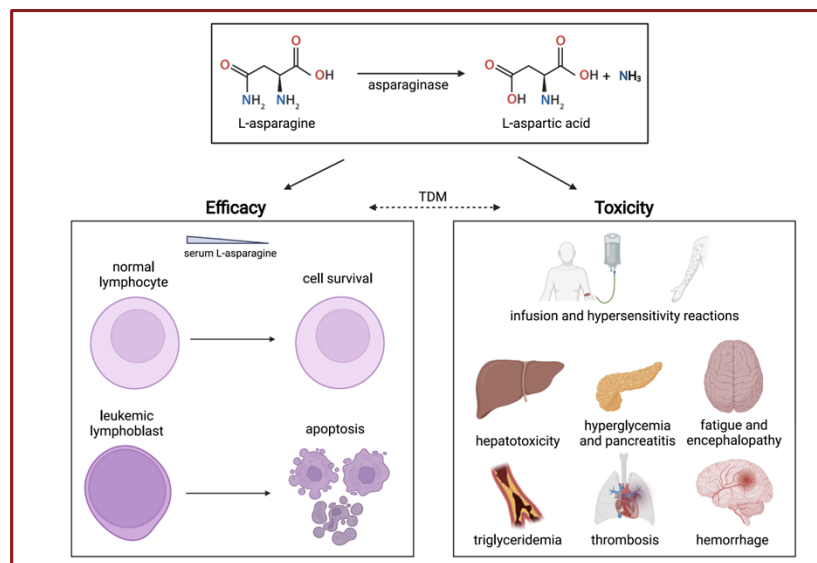 O
O
OH
NH₂
NH₂
L-asparagine
asparaginase
O
O
OH
OH
NH₂
+ NH₃
L-aspartic acid
TDM
Efficacy
serum L-asparagine
normal
lymphocyte
cell survival
leukemic
lymphoblast
apoptosis
Toxicity
infusion and hypersensitivity reactions
hepatotoxicity
hyperglycemia
and pancreatitis
fatigue and
encephalopathy
triglyceridemia
thrombosis
hemorrhage